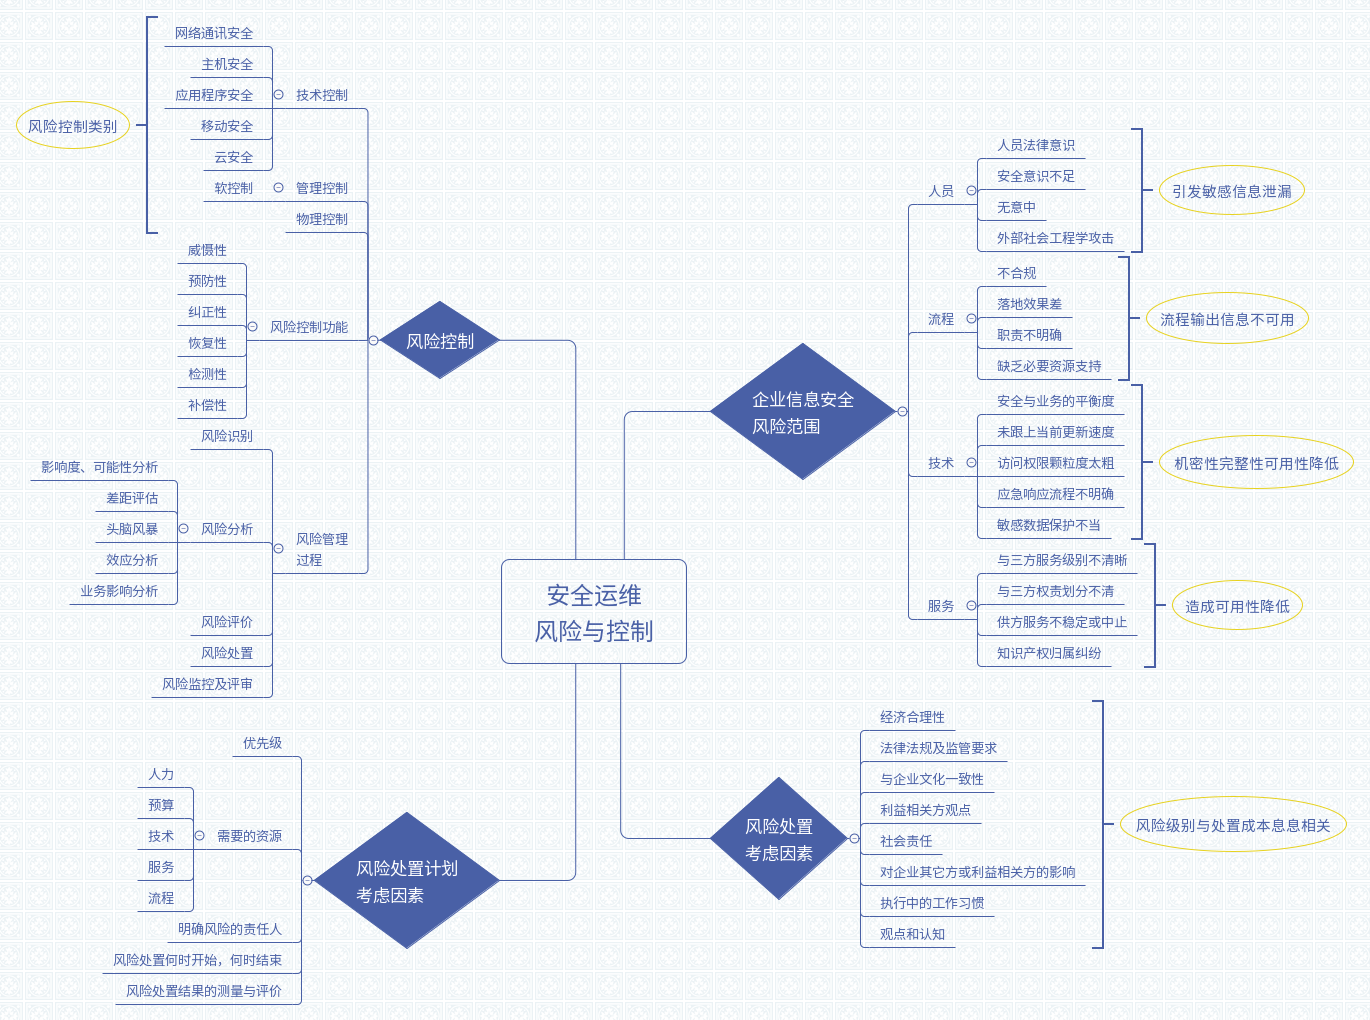 安全运维
风险与控制
风险控制
风险控制类别
技术控制
网络通讯安全
主机安全
应用程序安全
移动安全
云安全
管理控制
软控制
物理控制
风险控制功能
威慑性
预防性
纠正性
恢复性
检测性
补偿性
风险管理
过程
风险识别
风险分析
影响度、可能性分析
差距评估
头脑风暴
效应分析
业务影响分析
风险评价
风险处置
风险监控及评审
风险处置计划
考虑因素
优先级
需要的资源
人力
预算
技术
服务
流程
明确风险的责任人
风险处置何时开始，何时结束
风险处置结果的测量与评价
企业信息安全
风险范围
人员
人员法律意识
安全意识不足
无意中
外部社会工程学攻击
引发敏感信息泄漏
流程
不合规
落地效果差
职责不明确
缺乏必要资源支持
流程输出信息不可用
技术
安全与业务的平衡度
未跟上当前更新速度
访问权限颗粒度太粗
应急响应流程不明确
敏感数据保护不当
机密性完整性可用性降低
服务
与三方服务级别不清晰
与三方权责划分不清
供方服务不稳定或中止
知识产权归属纠纷
造成可用性降低
风险处置
考虑因素
经济合理性
法律法规及监管要求
与企业文化一致性
利益相关方观点
社会责任
对企业其它方或利益相关方的影响
执行中的工作习惯
观点和认知
风险级别与处置成本息息相关